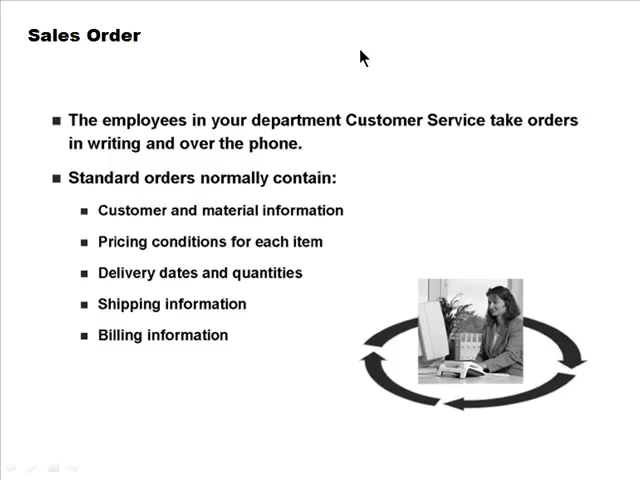 Sales Order
The employees in your department Customer Service take orders
in writing and over the phone.
Standard orders normally contain:
Customer and material information
Pricing conditions for each item
Delivery dates and quantities
Shipping information
Billing information